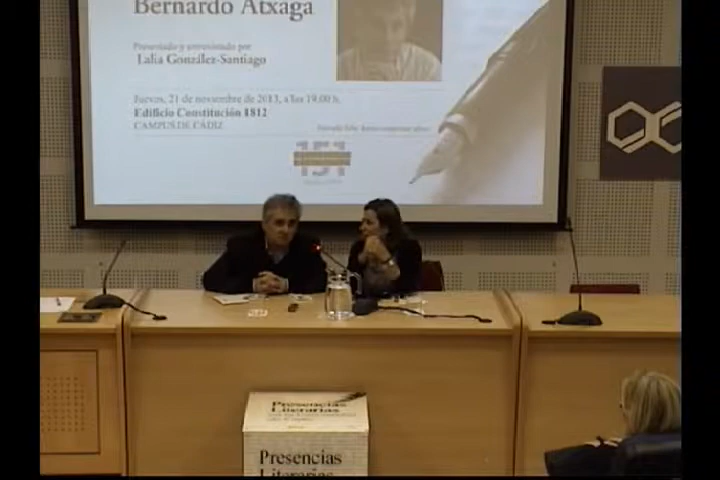 Bernardo Atxaga
Presentado y entrevistado por
Lalia González-Santiago
Jueves, 21 de noviembre de 2013, a las 19.00 h.
Edificio Constitución 1812
CAMPUS DE CÁDIZ
Presencias
Literarias
Presencias
Literarias